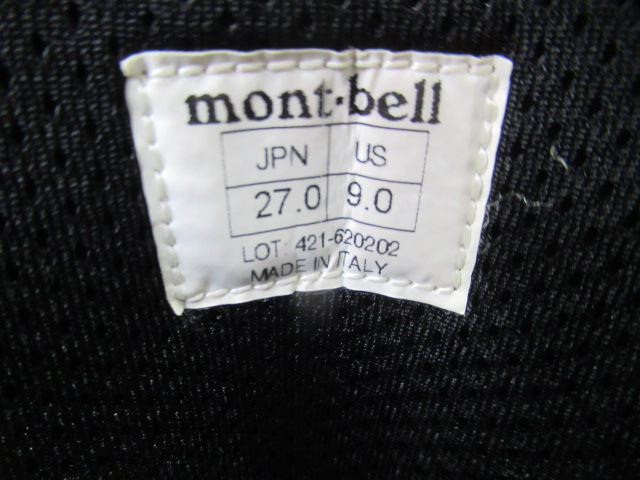 mont·bell
JPN US
27.0 9.0
LOT 421-620202
MADE IN ITALY